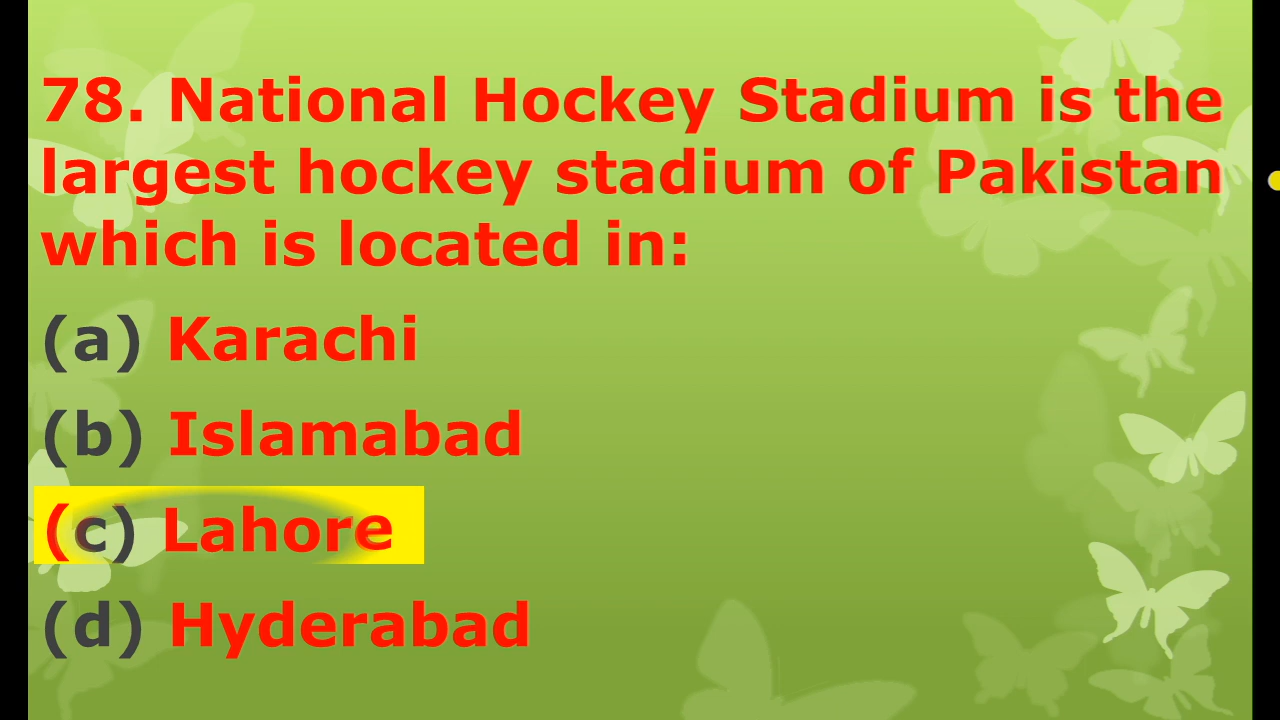 78. National Hockey Stadium is the
largest hockey stadium of Pakistan
which is located in:
(a) Karachi
(b) Islamabad
(c) Lahore
(d) Hyderabad